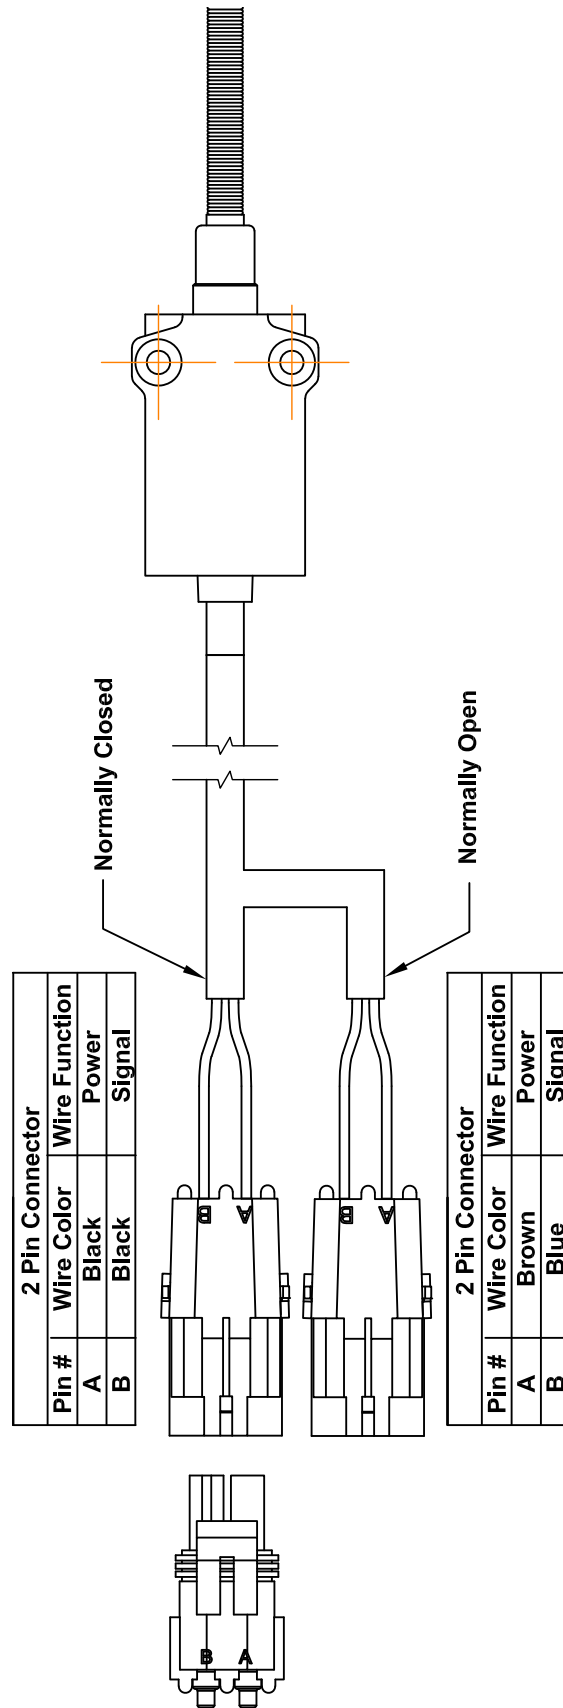 2 Pin Connector
Pin # Wire Color Wire Function
A Black Power
B Black Signal
Normally Closed
B
A
B
A
B
A
Normally Open
2 Pin Connector
Pin # Wire Color Wire Function
A Brown Power
B Blue Signal